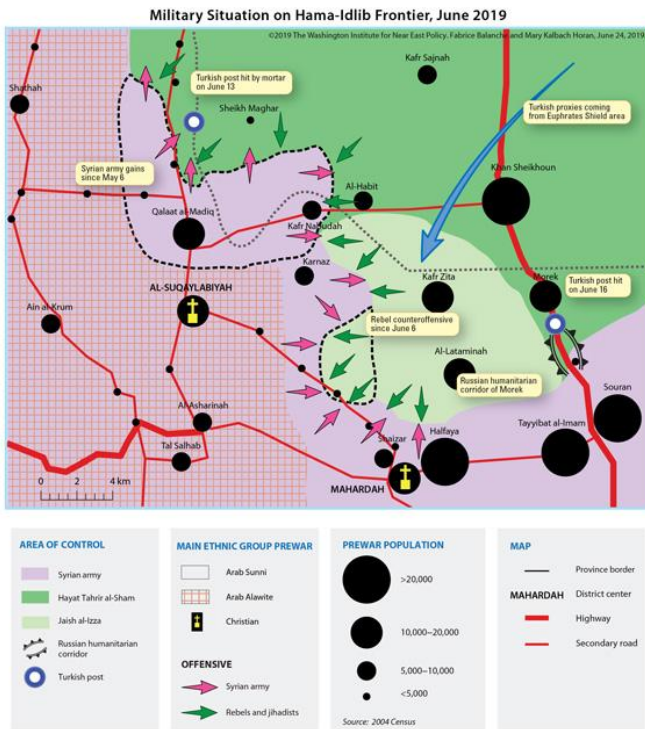 Military Situation on Hama-Idlib Frontier, June 2019
©2019 The Washington Institute for Near East Policy. Fabrice Balanche and Mary Kalbach Horan, June 24, 2019
Kafr Sajnah
Turkish post hit by mortar
on June 13
Shathah
Sheikh Maghar
Turkish proxies coming
from Euphrates Shield area
Syrian army gains
since May 6
Khan Sheikhoun
Al-Habit
Qalaat al-Madiq
Kafr Nabudah
Karnaz
Kafr Zita
Morek
Turkish post hit
on June 16
AL-SUQAYLABIYAH
Ain al-Krum
Rebel counteroffensive
since June 6
Al-Lataminah
Russian humanitarian
corridor of Morek
Souran
Al-Asharinah
Tayyibat al-Imam
Halfaya
Tal Salhab
Shaizar
MAHARDAH
0 2 4 km
AREA OF CONTROL
Syrian army
Hayat Tahrir al-Sham
Jaish al-Izza
Russian humanitarian
corridor
Turkish post
MAIN ETHNIC GROUP PREWAR
Arab Sunni
Arab Alawite
Christian
OFFENSIVE
Syrian army
Rebels and jihadists
PREWAR POPULATION
>20,000
10,000–20,000
5,000–10,000
<5,000
Source: 2004 Census
MAP
Province border
MAHARDAH District center
Highway
Secondary road